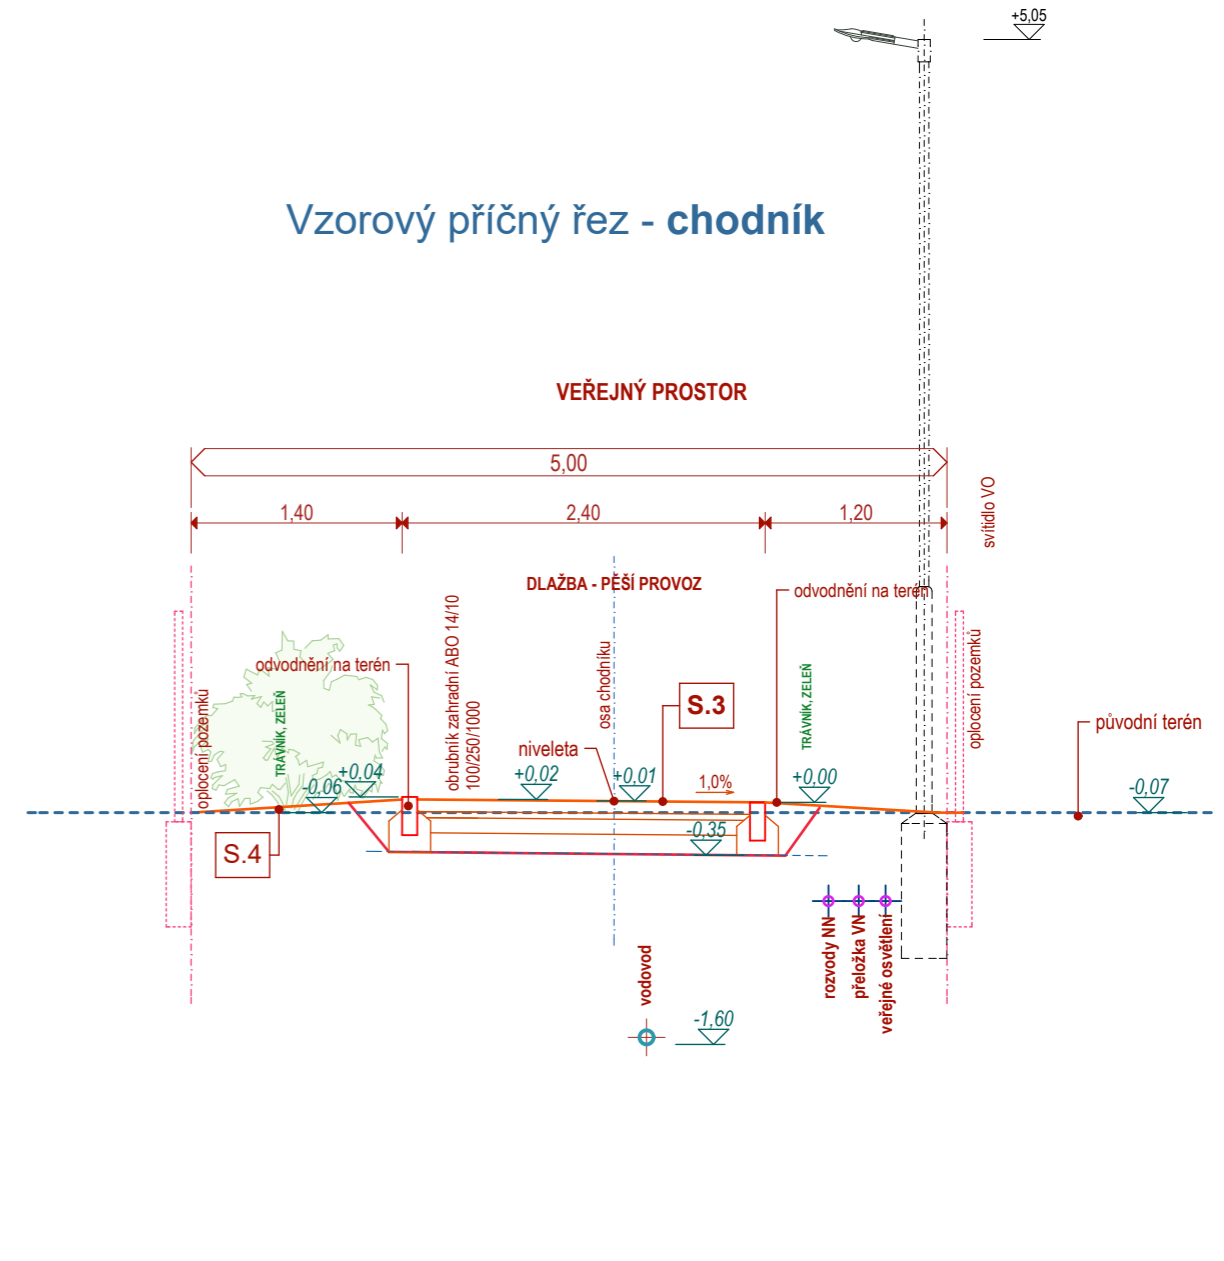 +5,05
Vzorový příčný řez - chodník
VEŘEJNÝ PROSTOR
5,00
1,40
2,40
1,20
svítidlo VO
DLAŽBA - PĚŠÍ PROVOZ
odvodnění na terén
obrubník zahradní ABO 14/10
100/250/1000
osa chodníku
odvodnění na terén
oplocení pozemků
TRÁVNÍK, ZELEŇ
TRÁVNÍK, ZELEŇ
oplocení pozemků
S.3
původní terén
niveleta
-0,06
+0,04
+0,02
+0,01
1,0%
+0,00
-0,07
-0,35
S.4
rozvody NN
přeložka VN
veřejné osvětlení
vodovod
-1,60